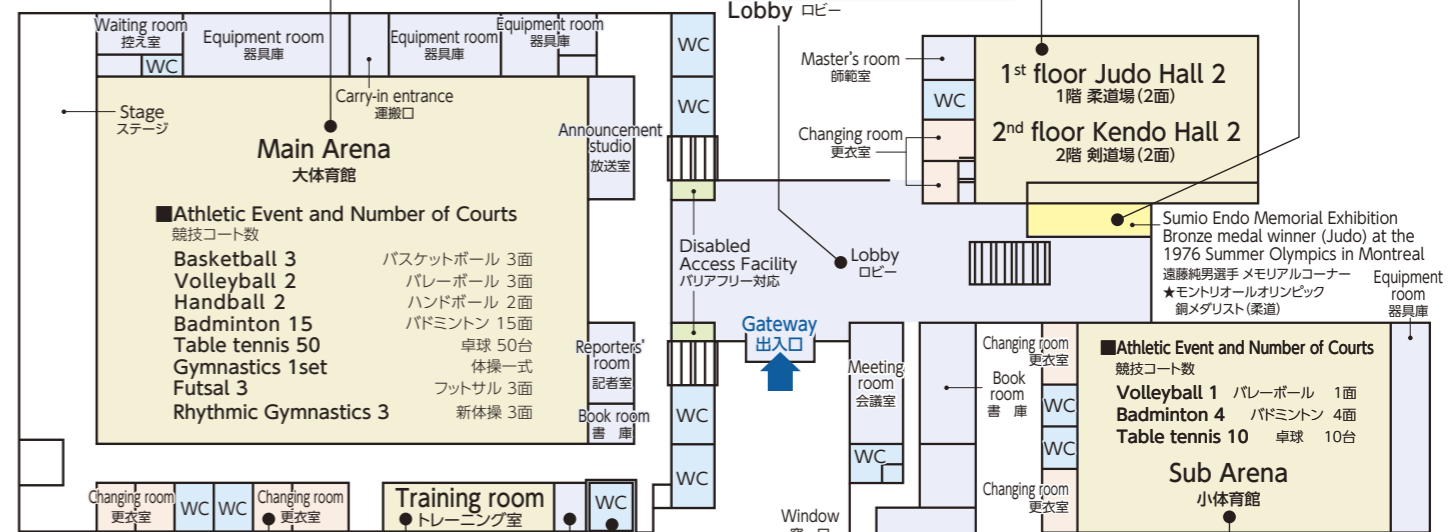 Lobby ロビー
Waiting room
控え室
WC
Equipment room
器具庫
Equipment room
器具庫
Equipment room
器具庫
WC
WC
Carry-in entrance
運搬口
Stage
ステージ
Announcement
studio
放送室
Main Arena
大体育館
■Athletic Event and Number of Courts
競技コート数
Basketball 3 バスケットボール 3面
Volleyball 2 バレーボール 3面
Handball 2 ハンドボール 2面
Badminton 15 バドミントン 15面
Table tennis 50 卓球 50台
Gymnastics 1set 体操一式
Futsal 3 フットサル 3面
Rhythmic Gymnastics 3 新体操 3面
Reporters'
room
記者室
Book room
書 庫
WC
WC
Changing room
更衣室
WC
WC
Changing room
更衣室
Training room
トレーニング室
WC
Disabled
Access Facility
バリアフリー対応
Lobby
ロビー
Gateway
出入口
Meeting
room
会議室
WC
Window
Master's room
師範室
WC
Changing room
更衣室
1st floor Judo Hall 2
1階 柔道場(2面)
2nd floor Kendo Hall 2
2階 剣道場(2面)
Sumio Endo Memorial Exhibition
Bronze medal winner (Judo) at the
1976 Summer Olympics in Montreal
遠藤純男選手 メモリアルコーナー
★モントリオールオリンピック
銅メダリスト(柔道)
Equipment
room
器具庫
Book
room
書 庫
Changing room
更衣室
WC
WC
Changing room
更衣室
■Athletic Event and Number of Courts
競技コート数
Volleyball 1 バレーボール 1面
Badminton 4 バドミントン 4面
Table tennis 10 卓球 10台
Sub Arena
小体育館